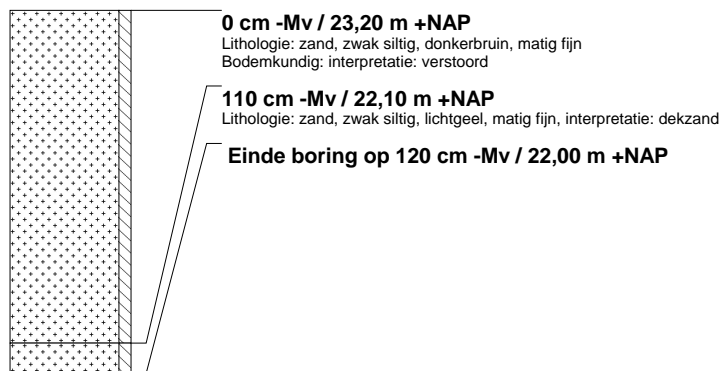 0 cm -Mv / 23,20 m +NAP
Lithologie: zand, zwak siltig, donkerbruin, matig fijn
Bodemkundig: interpretatie: verstoord
110 cm -Mv / 22,10 m +NAP
Lithologie: zand, zwak siltig, lichtgeel, matig fijn, interpretatie: dekzand
Einde boring op 120 cm -Mv / 22,00 m +NAP